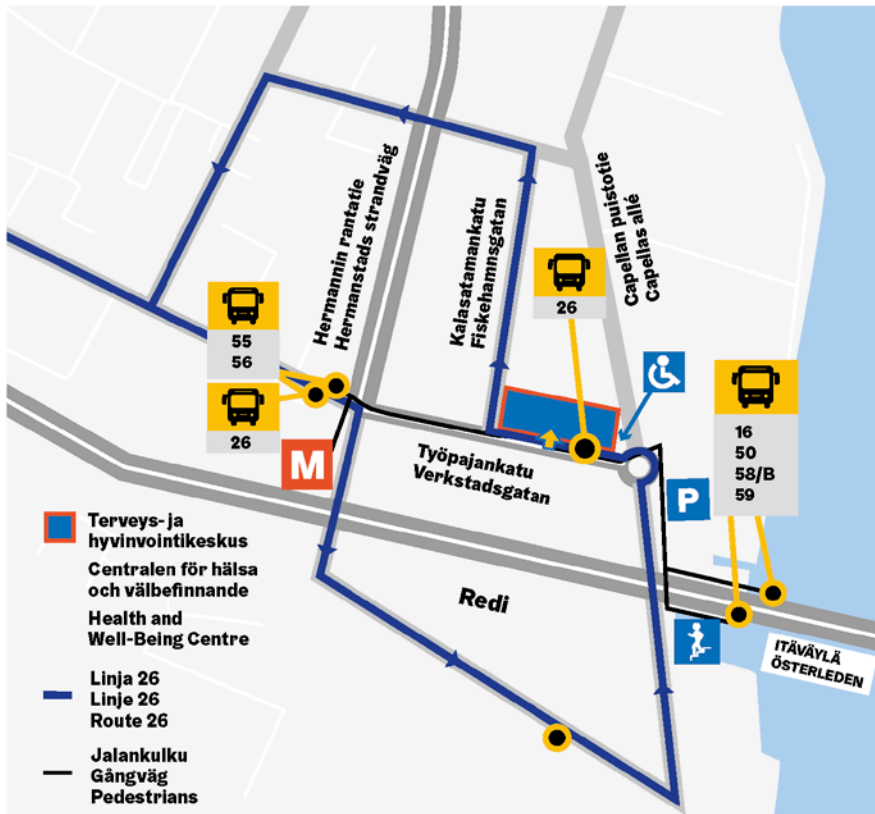 Hermannin rantatie
Hermanstads strandväg
Kalasatamankatu
Fiskehamnsgatan
Capellan puistotie
Capellas allé
26
55
56
26
M
Työpajankatu
Verkstadsgatan
16
50
58/B
59
P
Redi
ITÄVÄYLÄ
ÖSTERLEDEN
Terveys- ja
hyvinvointikeskus
Centralen för hälsa
och välbefinnande
Health and
Well-Being Centre
Linja 26
Linje 26
Route 26
Jalankulku
Gångväg
Pedestrians